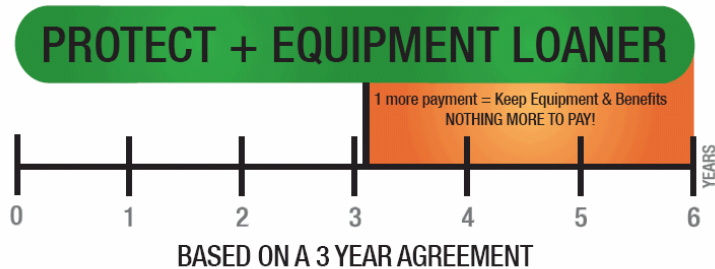 PROTECT + EQUIPMENT LOANER
1 more payment = Keep Equipment & Benefits
NOTHING MORE TO PAY!
YEARS
0 1 2 3 4 5 6
BASED ON A 3 YEAR AGREEMENT